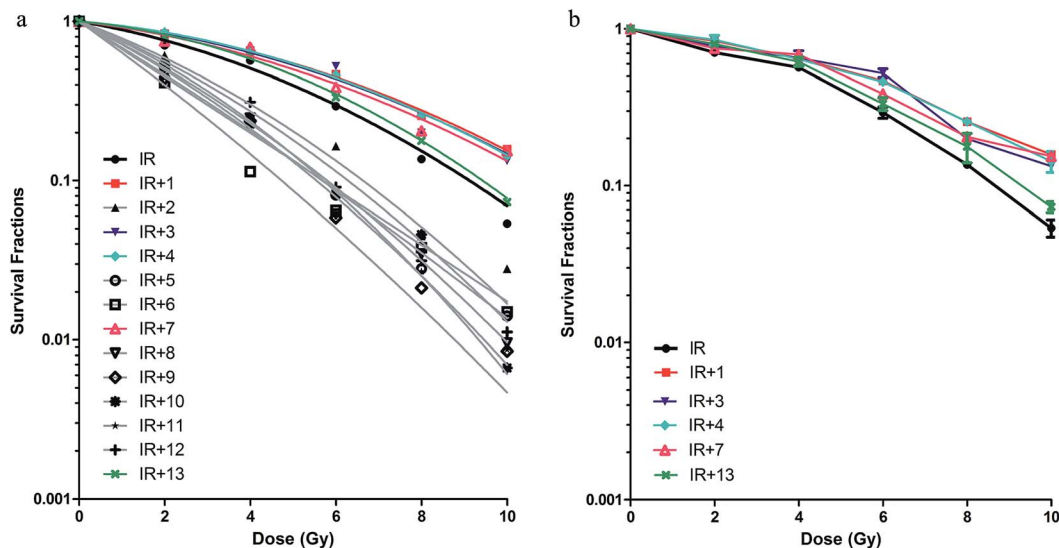 a
Survival Fractions
1
0.1
0.01
0.001
IR
IR+1
IR+2
IR+3
IR+4
IR+5
IR+6
IR+7
IR+8
IR+9
IR+10
IR+11
IR+12
IR+13
0 2 4 6 8 10
Dose (Gy)
b
Survival Fractions
1
0.1
0.01
0.001
IR
IR+1
IR+3
IR+4
IR+7
IR+13
0 2 4 6 8 10
Dose (Gy)